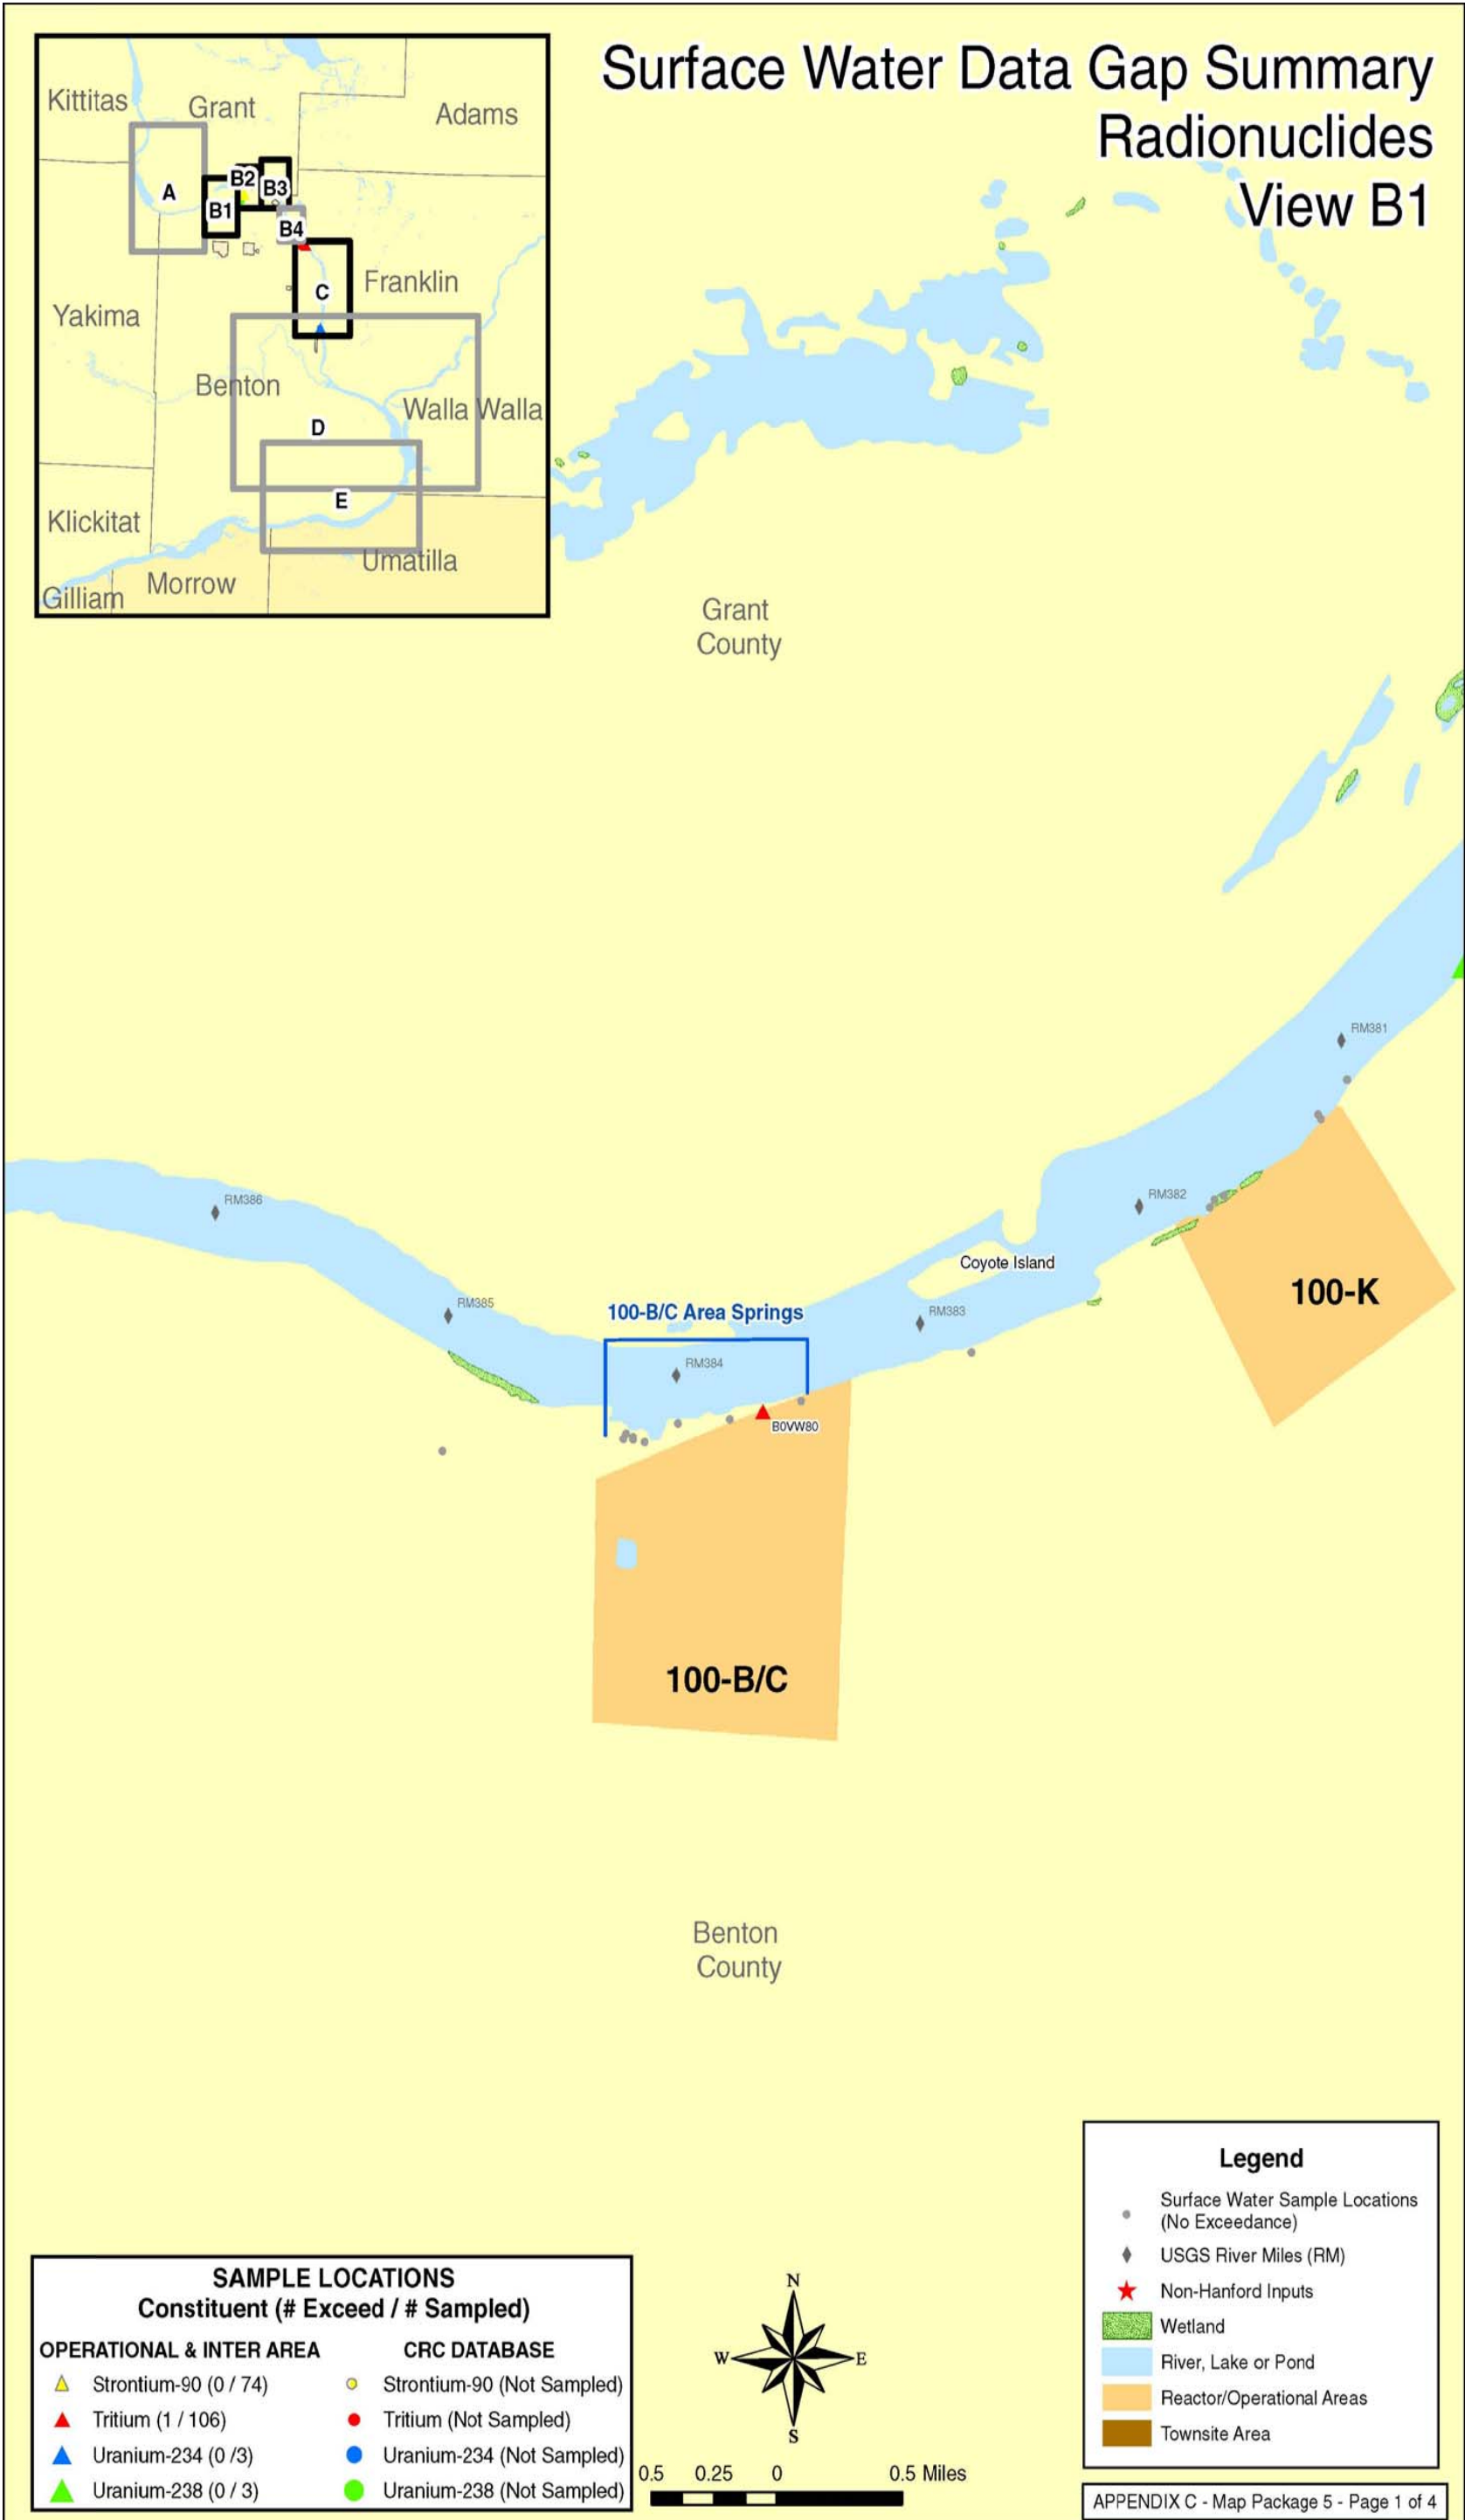 Surface Water Data Gap Summary
Radionuclides
View B1
Kittitas
Grant
Adams
A
B2
B3
B1
B4
C
Franklin
Yakima
Benton
Walla Walla
D
E
Klickitat
Umatilla
Morrow
Gilliam
Grant
County
RM381
RM386
RM382
Coyote Island
100-K
RM385
100-B/C Area Springs
RM383
RM384
B0VW80
100-B/C
Benton
County
Legend
Surface Water Sample Locations
(No Exceedance)
USGS River Miles (RM)
Non-Hanford Inputs
Wetland
River, Lake or Pond
Reactor/Operational Areas
Townsite Area
SAMPLE LOCATIONS
Constituent (# Exceed / # Sampled)
OPERATIONAL & INTER AREA
CRC DATABASE
Strontium-90 (0 / 74)
Strontium-90 (Not Sampled)
Tritium (1 / 106)
Tritium (Not Sampled)
Uranium-234 (0 /3)
Uranium-234 (Not Sampled)
Uranium-238 (0 / 3)
Uranium-238 (Not Sampled)
N
W
E
S
0.5 0.25 0 0.5 Miles
APPENDIX C - Map Package 5 - Page 1 of 4